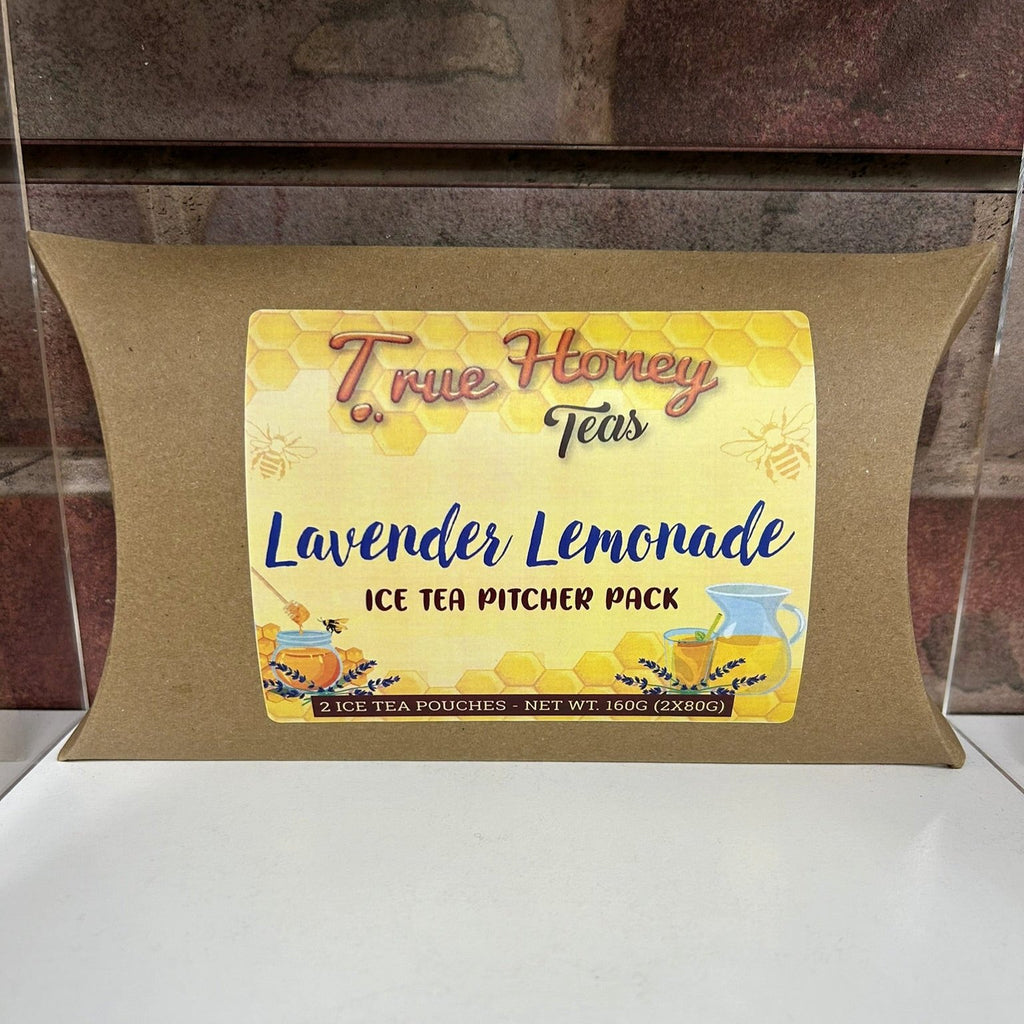 True Honey
Teas
Lavender Lemonade
ICE TEA PITCHER PACK
2 ICE TEA POUCHES - NET WT. 160G (2X80G)